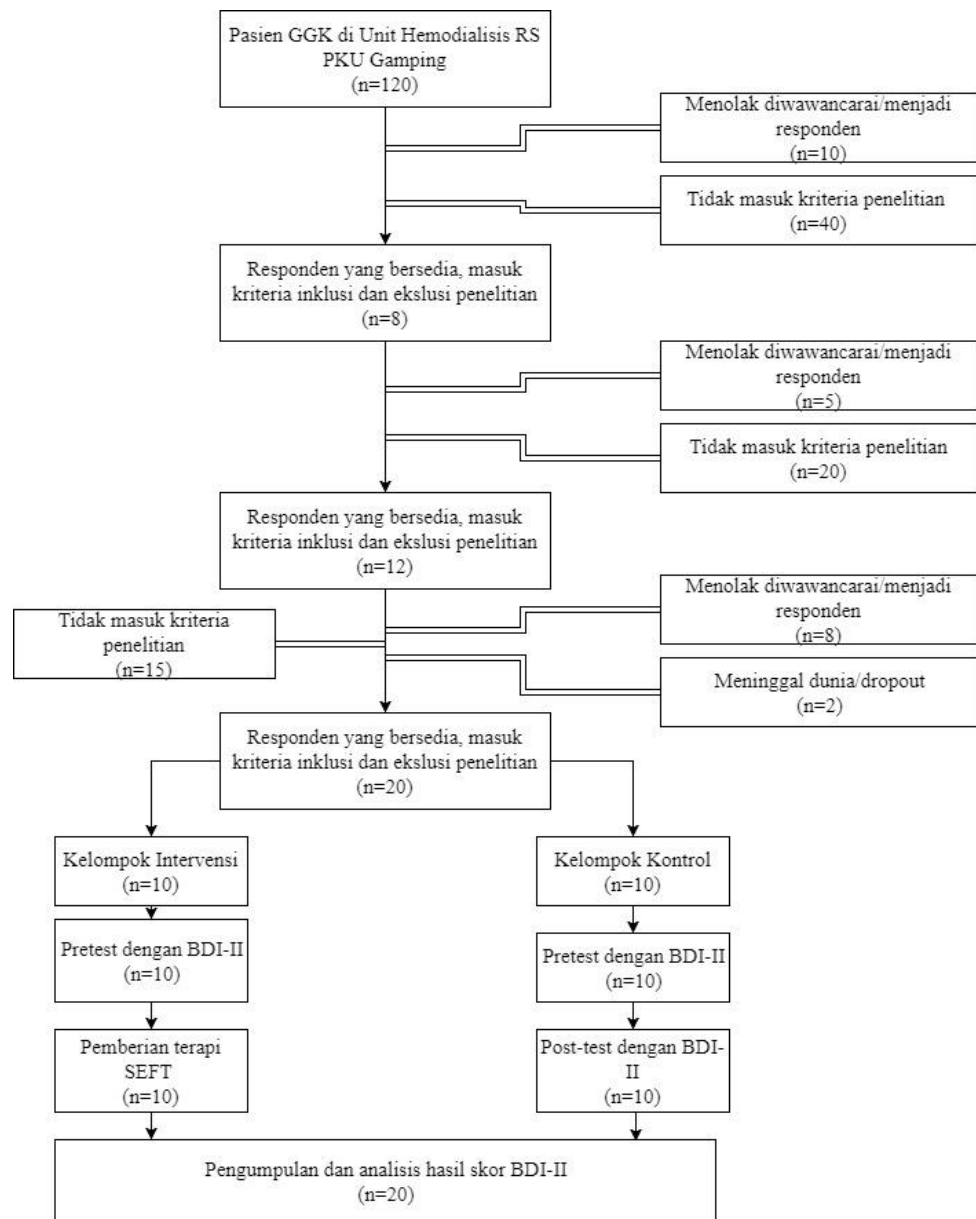 Pasien GGK di Unit Hemodialisis RS
PKU Gamping
(n=120)
Menolak diwawancarai/menjadi
responden
(n=10)
Tidak masuk kriteria penelitian
(n=40)
Responden yang bersedia, masuk
kriteria inklusi dan ekslusi penelitian
(n=8)
Menolak diwawancarai/menjadi
responden
(n=5)
Tidak masuk kriteria penelitian
(n=20)
Responden yang bersedia, masuk
kriteria inklusi dan ekslusi penelitian
(n=12)
Tidak masuk kriteria
penelitian
(n=15)
Menolak diwawancarai/menjadi
responden
(n=8)
Meninggal dunia/dropout
(n=2)
Responden yang bersedia, masuk
kriteria inklusi dan ekslusi penelitian
(n=20)
Kelompok Intervensi
(n=10)
Kelompok Kontrol
(n=10)
Pretest dengan BDI-II
(n=10)
Pretest dengan BDI-II
(n=10)
Pemberian terapi
SEFT
(n=10)
Post-test dengan BDI-
II
(n=10)
Pengumpulan dan analisis hasil skor BDI-II
(n=20)